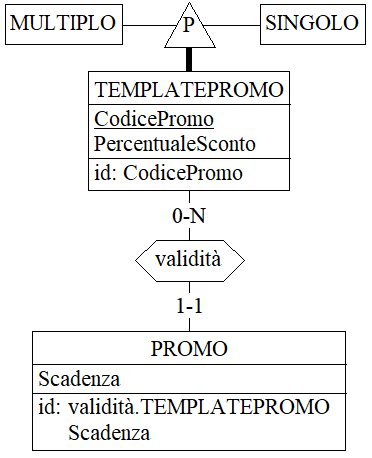 MULTIPLO
P
SINGOLO
TEMPLATEPROMO
CodicePromo
PercentualeSconto
id: CodicePromo
0-N
validità
1-1
PROMO
Scadenza
id: validità.TEMPLATEPROMO
Scadenza